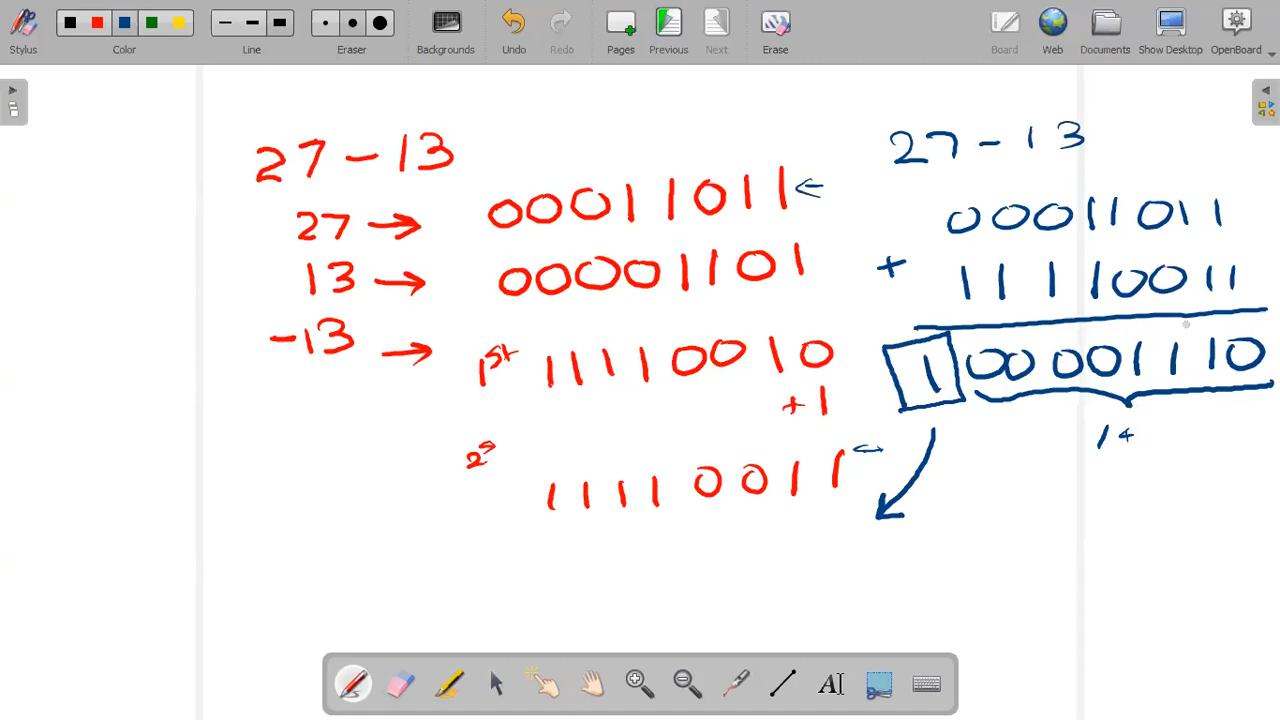 Stylus Color Line Eraser Backgrounds Undo Redo Pages Previous Next Erase Board Web Documents Show Desktop OpenBoard
27 - 13
27 → 00011011 ←
13 → 00001101
-13 → 1st 11110010
+1
2→ 11110011 ↔
27 - 13
00011011
+ 11110011
1 00001110
14